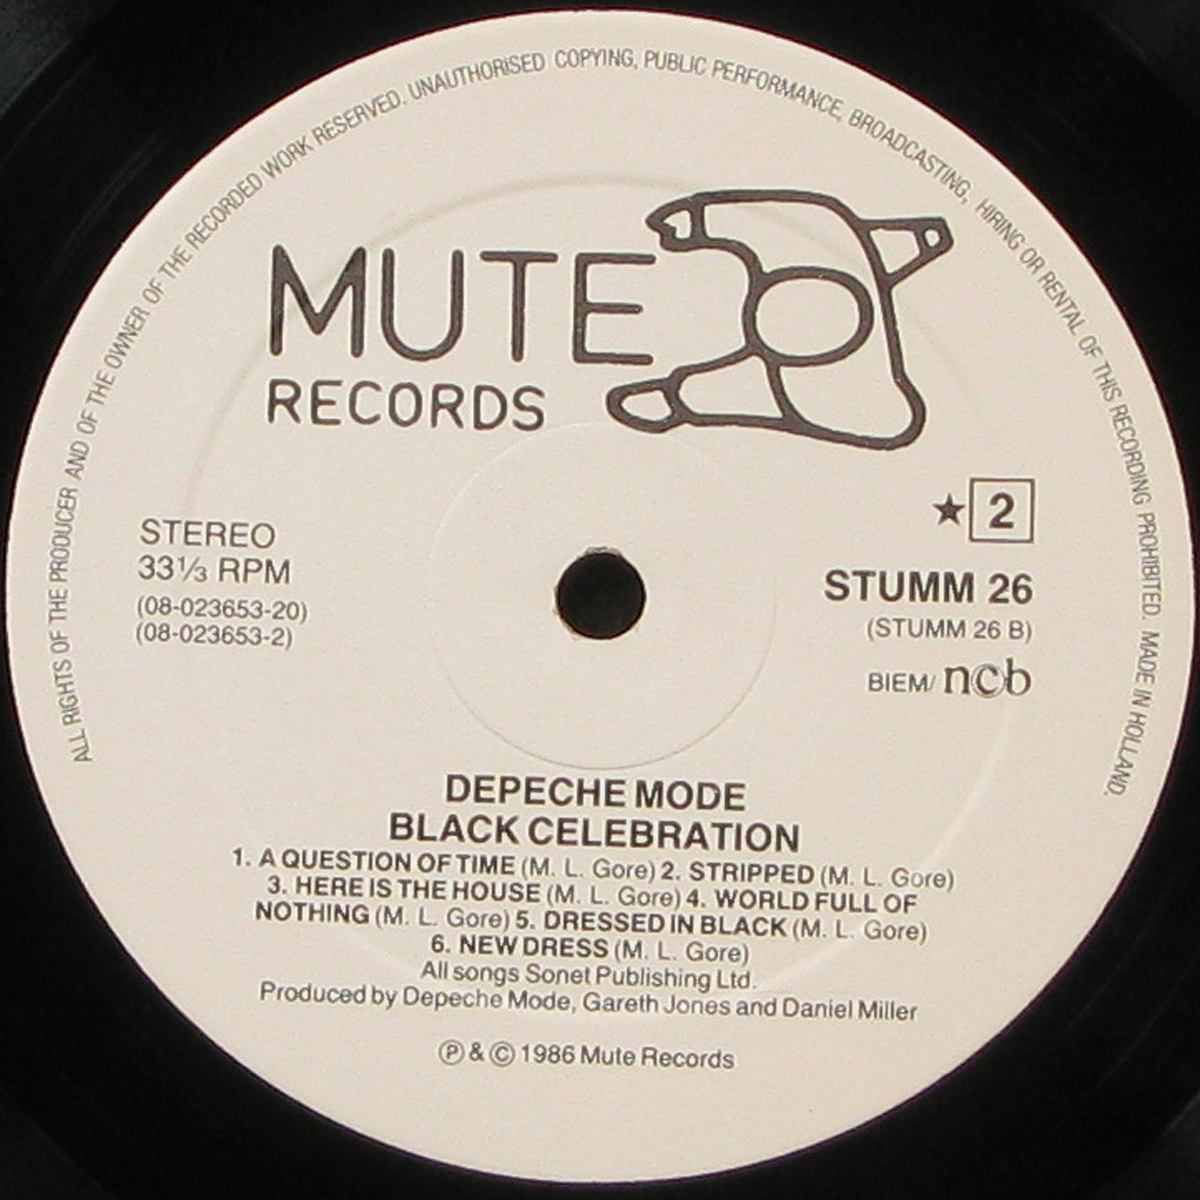 ALL RIGHTS OF THE PRODUCER AND OF THE OWNER OF THE RECORDED WORK RESERVED. UNAUTHORISED COPYING, PUBLIC PERFORMANCE, BROADCASTING, HIRING OR RENTAL OF THIS RECORDING PROHIBITED. MADE IN HOLLAND.
MUTE
RECORDS
★ 2
STEREO
33⅓ RPM
(08-023653-20)
(08-023653-2)
STUMM 26
(STUMM 26 B)
BIEM/ ncb
DEPECHE MODE
BLACK CELEBRATION
1. A QUESTION OF TIME (M. L. Gore) 2. STRIPPED (M. L. Gore)
3. HERE IS THE HOUSE (M. L. Gore) 4. WORLD FULL OF
NOTHING (M. L. Gore) 5. DRESSED IN BLACK (M. L. Gore)
6. NEW DRESS (M. L. Gore)
All songs Sonet Publishing Ltd.
Produced by Depeche Mode, Gareth Jones and Daniel Miller
Ⓟ & © 1986 Mute Records